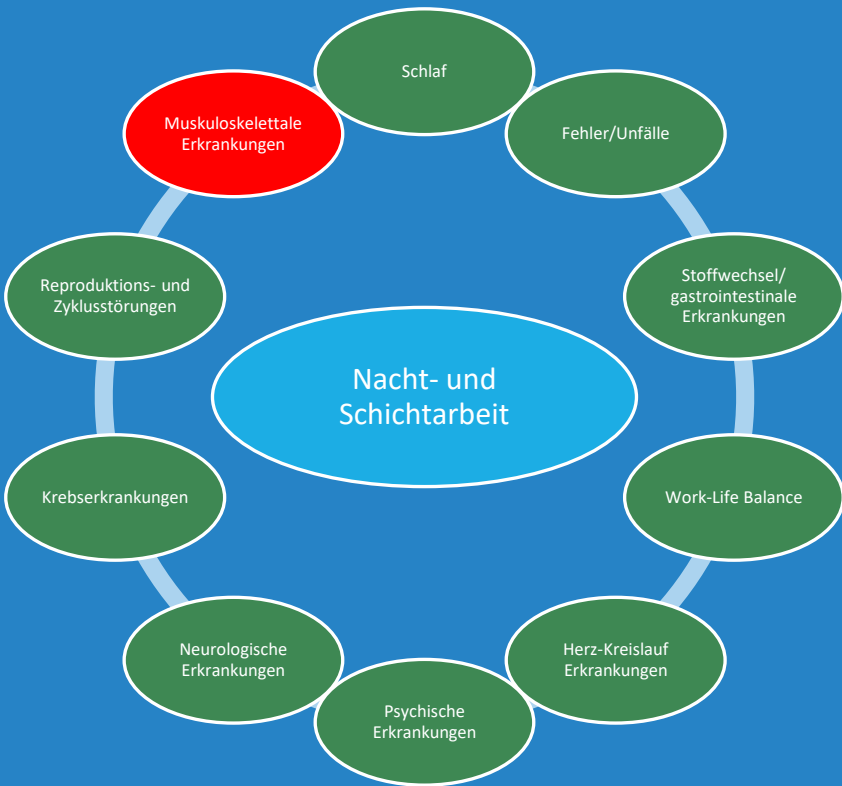 Schlaf
Fehler/Unfälle
Stoffwechsel/
gastrointestinale
Erkrankungen
Work-Life Balance
Herz-Kreislauf
Erkrankungen
Psychische
Erkrankungen
Neurologische
Erkrankungen
Krebserkrankungen
Reproduktions- und
Zyklusstörungen
Muskuloskelettale
Erkrankungen
Nacht- und
Schichtarbeit